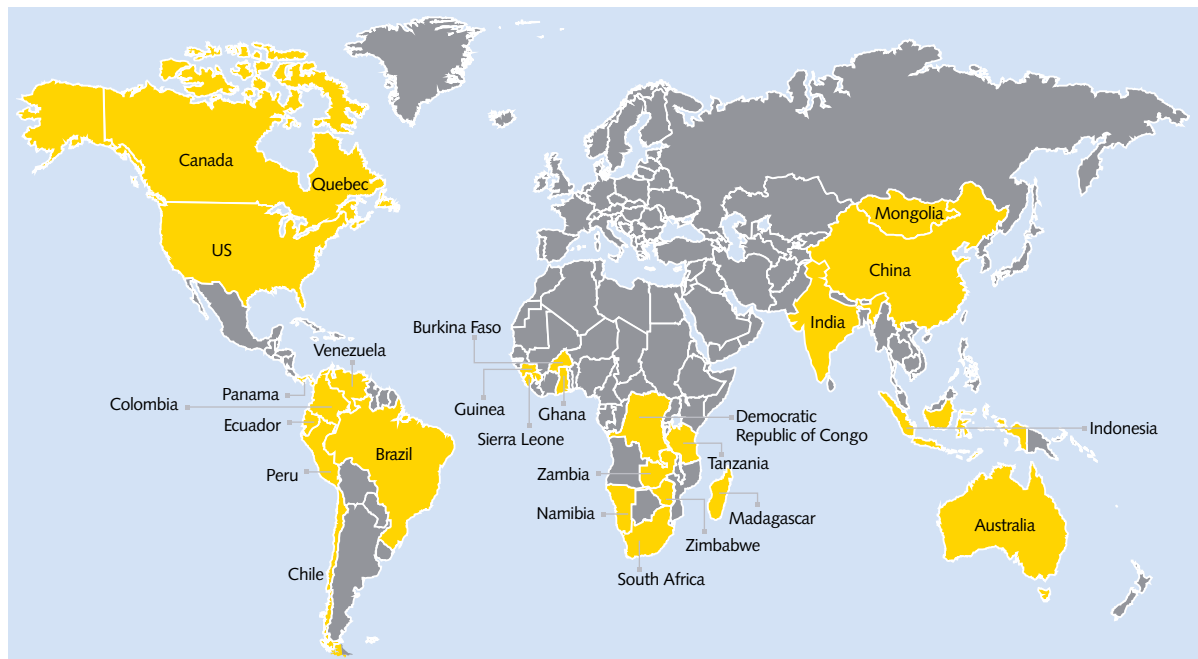 Canada
Quebec
US
Mongolia
China
India
Burkina Faso
Venezuela
Panama
Colombia
Ecuador
Guinea
Ghana
Sierra Leone
Democratic
Republic of Congo
Indonesia
Brazil
Peru
Zambia
Tanzania
Namibia
Madagascar
Zimbabwe
Australia
Chile
South Africa